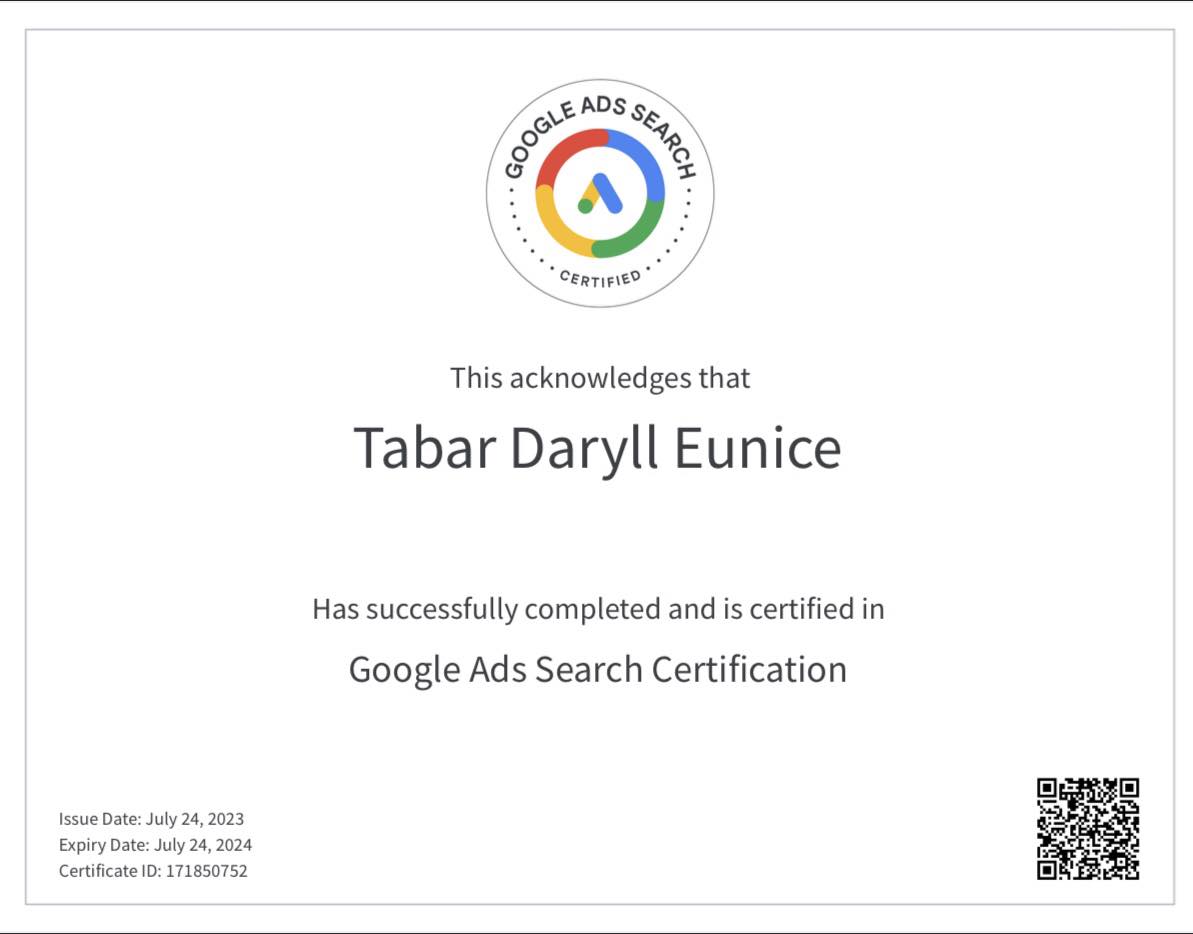 GOOGLE ADS SEARCH
CERTIFIED
This acknowledges that
Tabar Daryll Eunice
Has successfully completed and is certified in
Google Ads Search Certification
Issue Date: July 24, 2023
Expiry Date: July 24, 2024
Certificate ID: 171850752